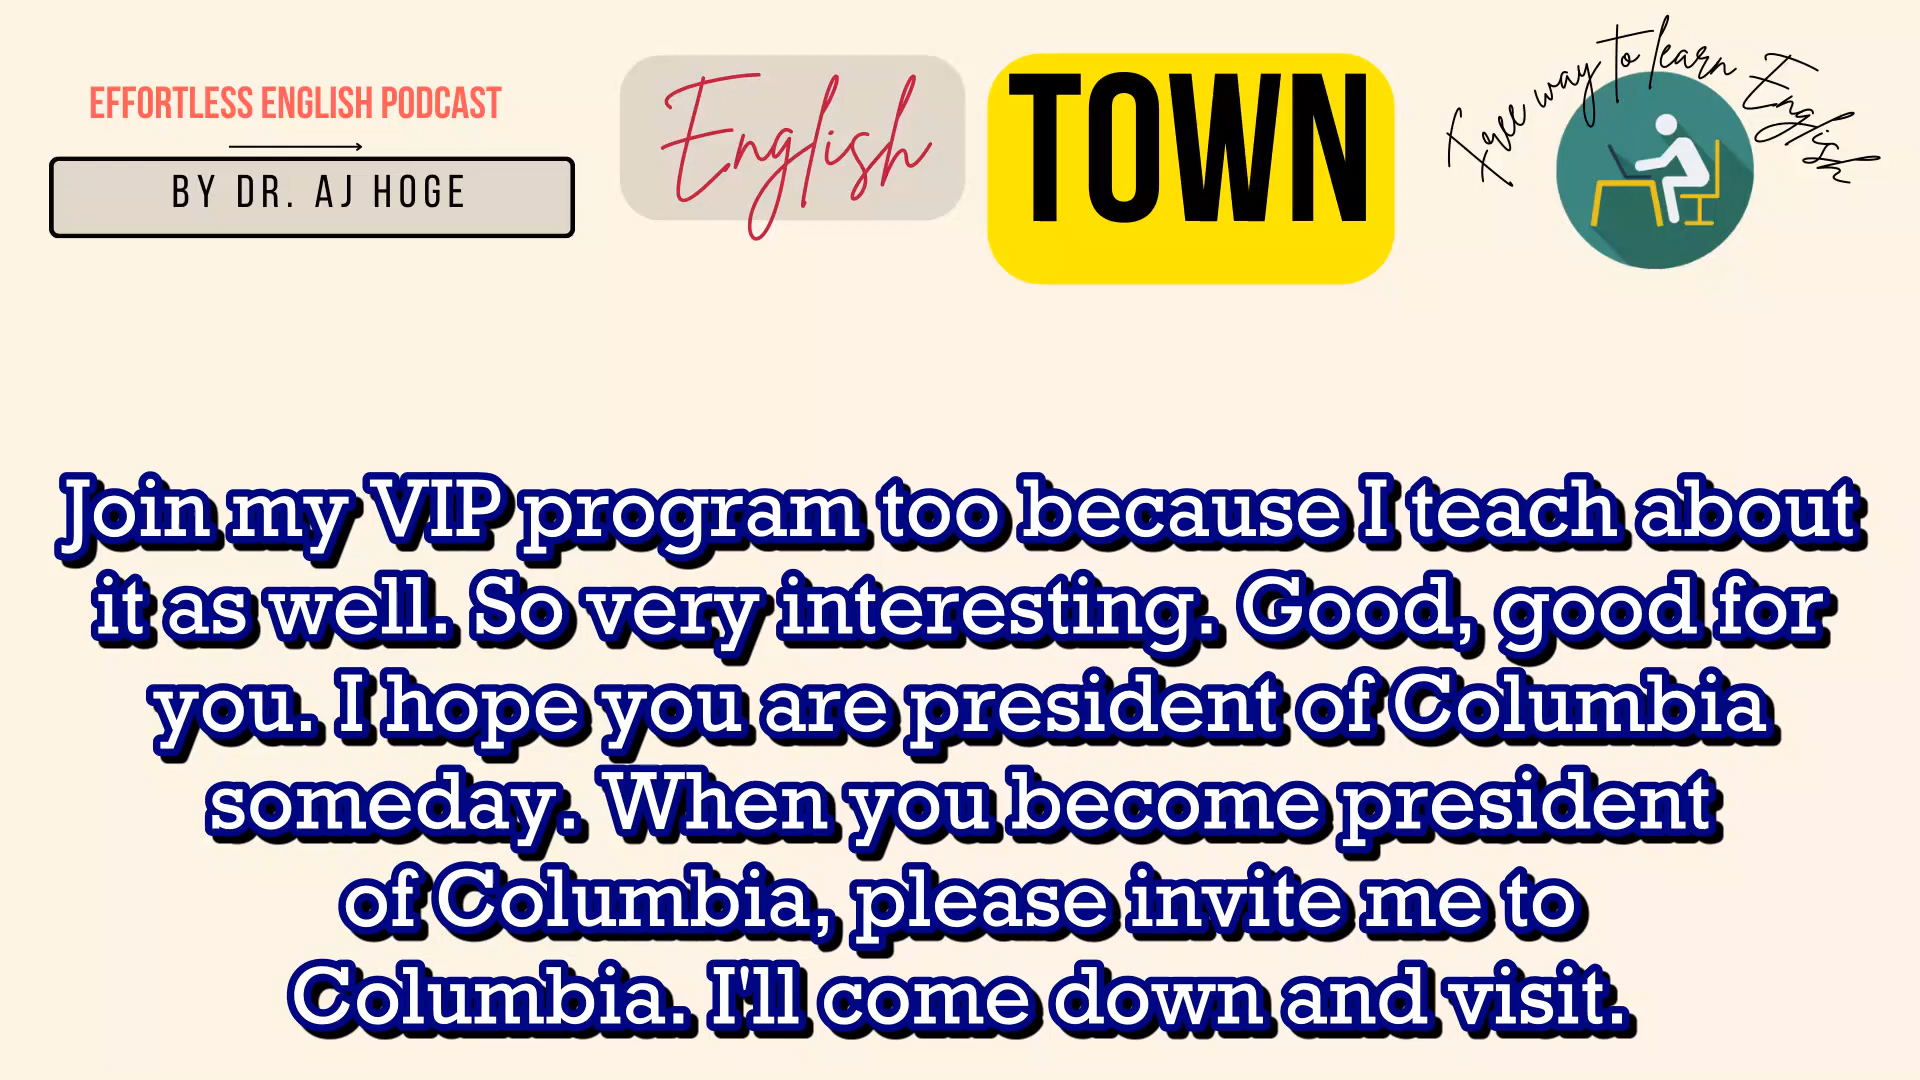 EFFORTLESS ENGLISH PODCAST
BY DR. AJ HOGE
English
TOWN
Free way to learn English
Join my VIP program too because I teach about
it as well. So very interesting. Good, good for
you. I hope you are president of Columbia
someday. When you become president
of Columbia, please invite me to
Columbia. I'll come down and visit.